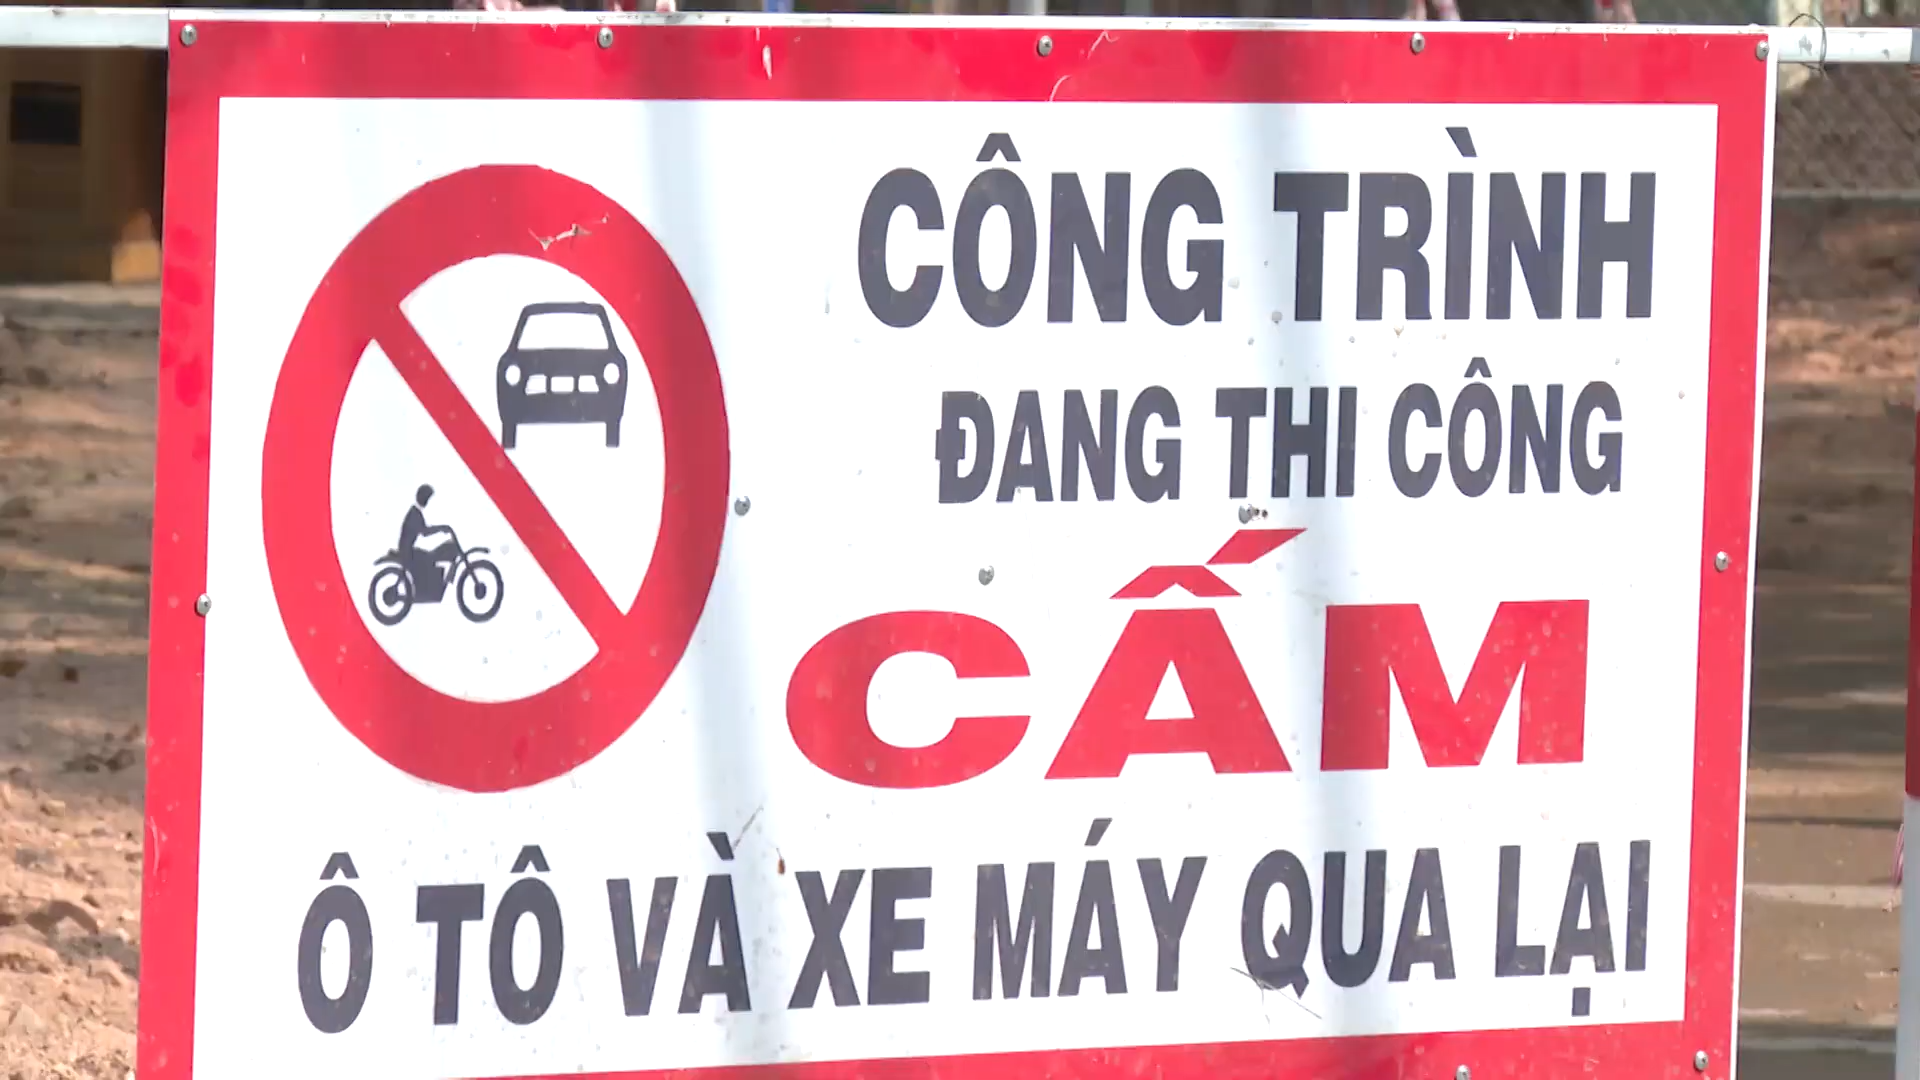 CÔNG TRÌNH
ĐANG THI CÔNG
CẤM
Ô TÔ VÀ XE MÁY QUA LẠI